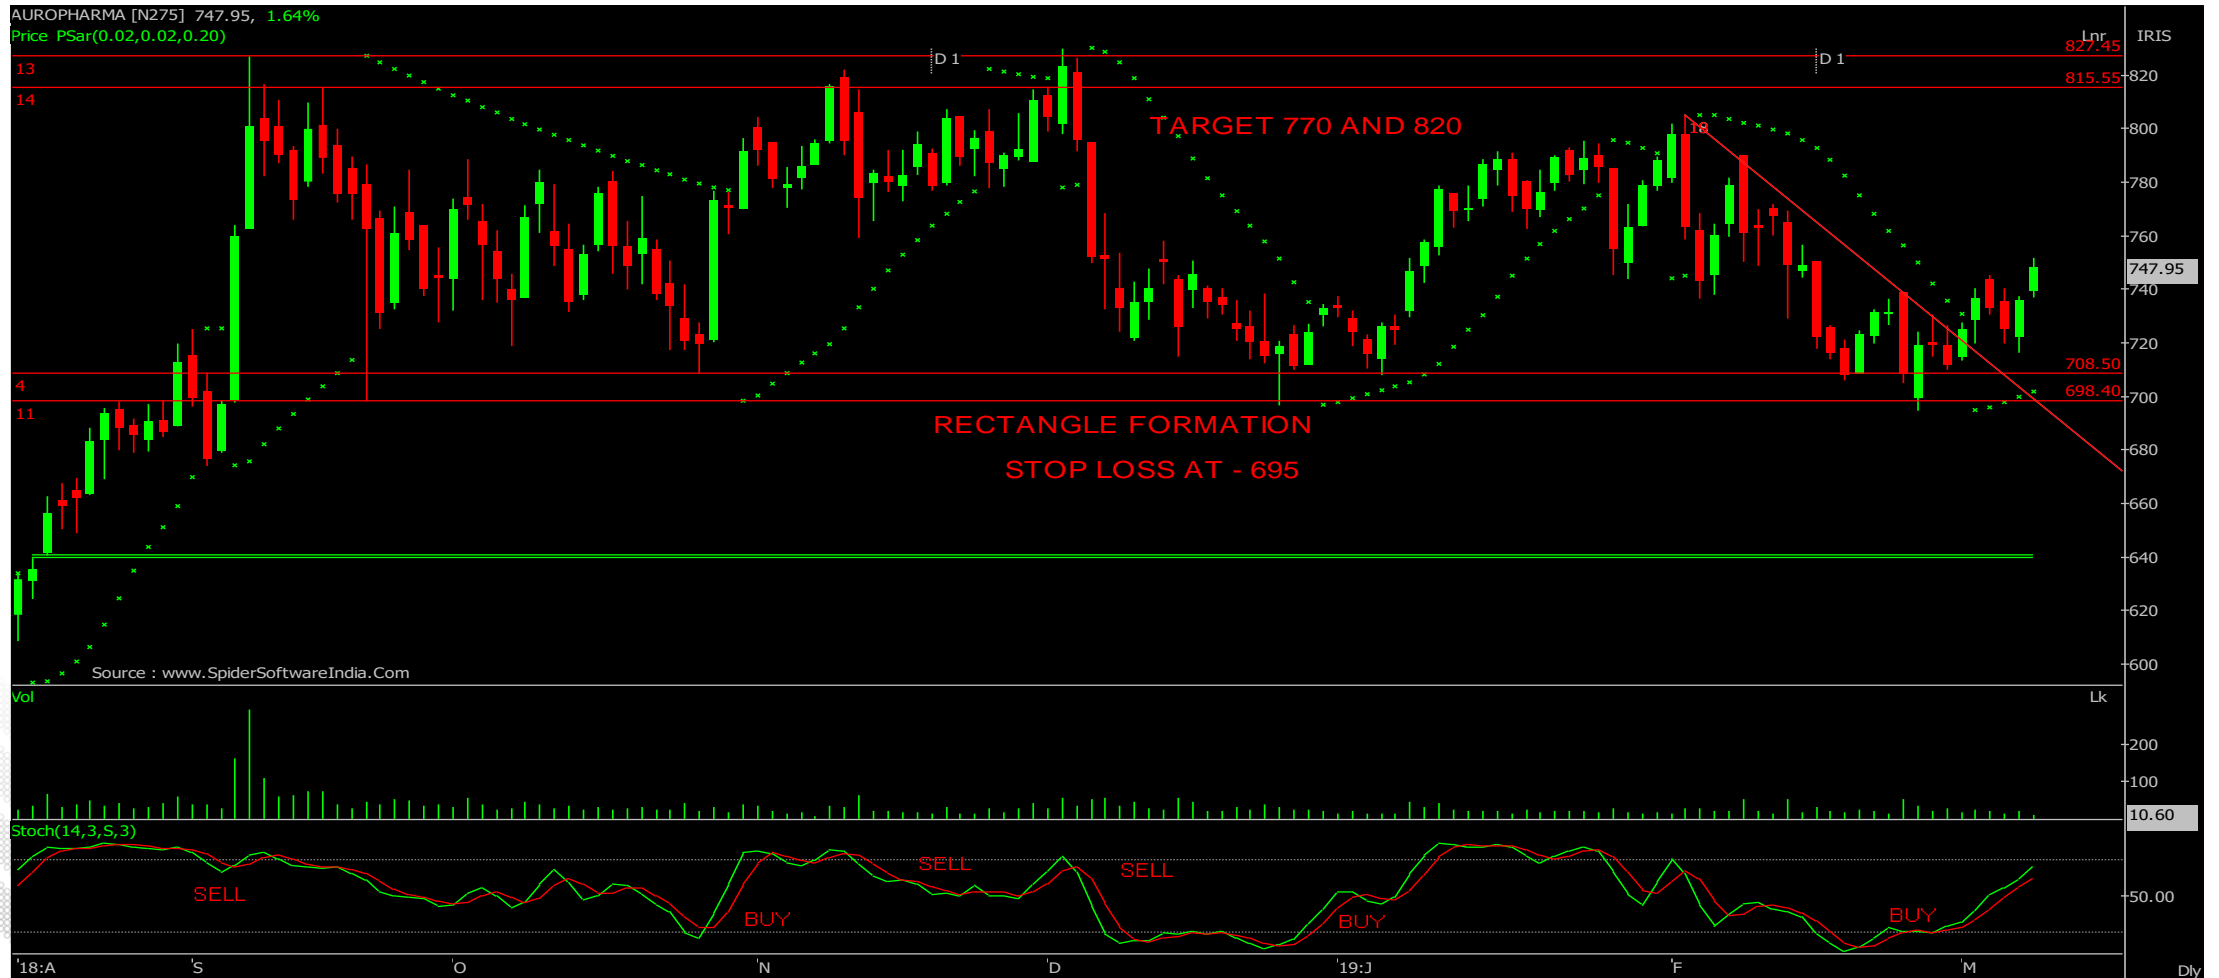 AUROPHARMA [N275] 747.95, 1.64%
Price PSar(0.02,0.02,0.20)
Lnr IRIS
827.45
13
D 1 D 1
820
815.55
14
TARGET 770 AND 820
18
800
780
760
747.95
740
720
708.50
4
700
698.40
11
RECTANGLE FORMATION
STOP LOSS AT - 695
680
660
640
620
600
Source : www.SpiderSoftwareIndia.Com
Vol Lk
200
100
10.60
Stoch(14,3,S,3)
SELL SELL SELL
50.00
BUY BUY BUY
18:A S O N D 19:J F M Dly